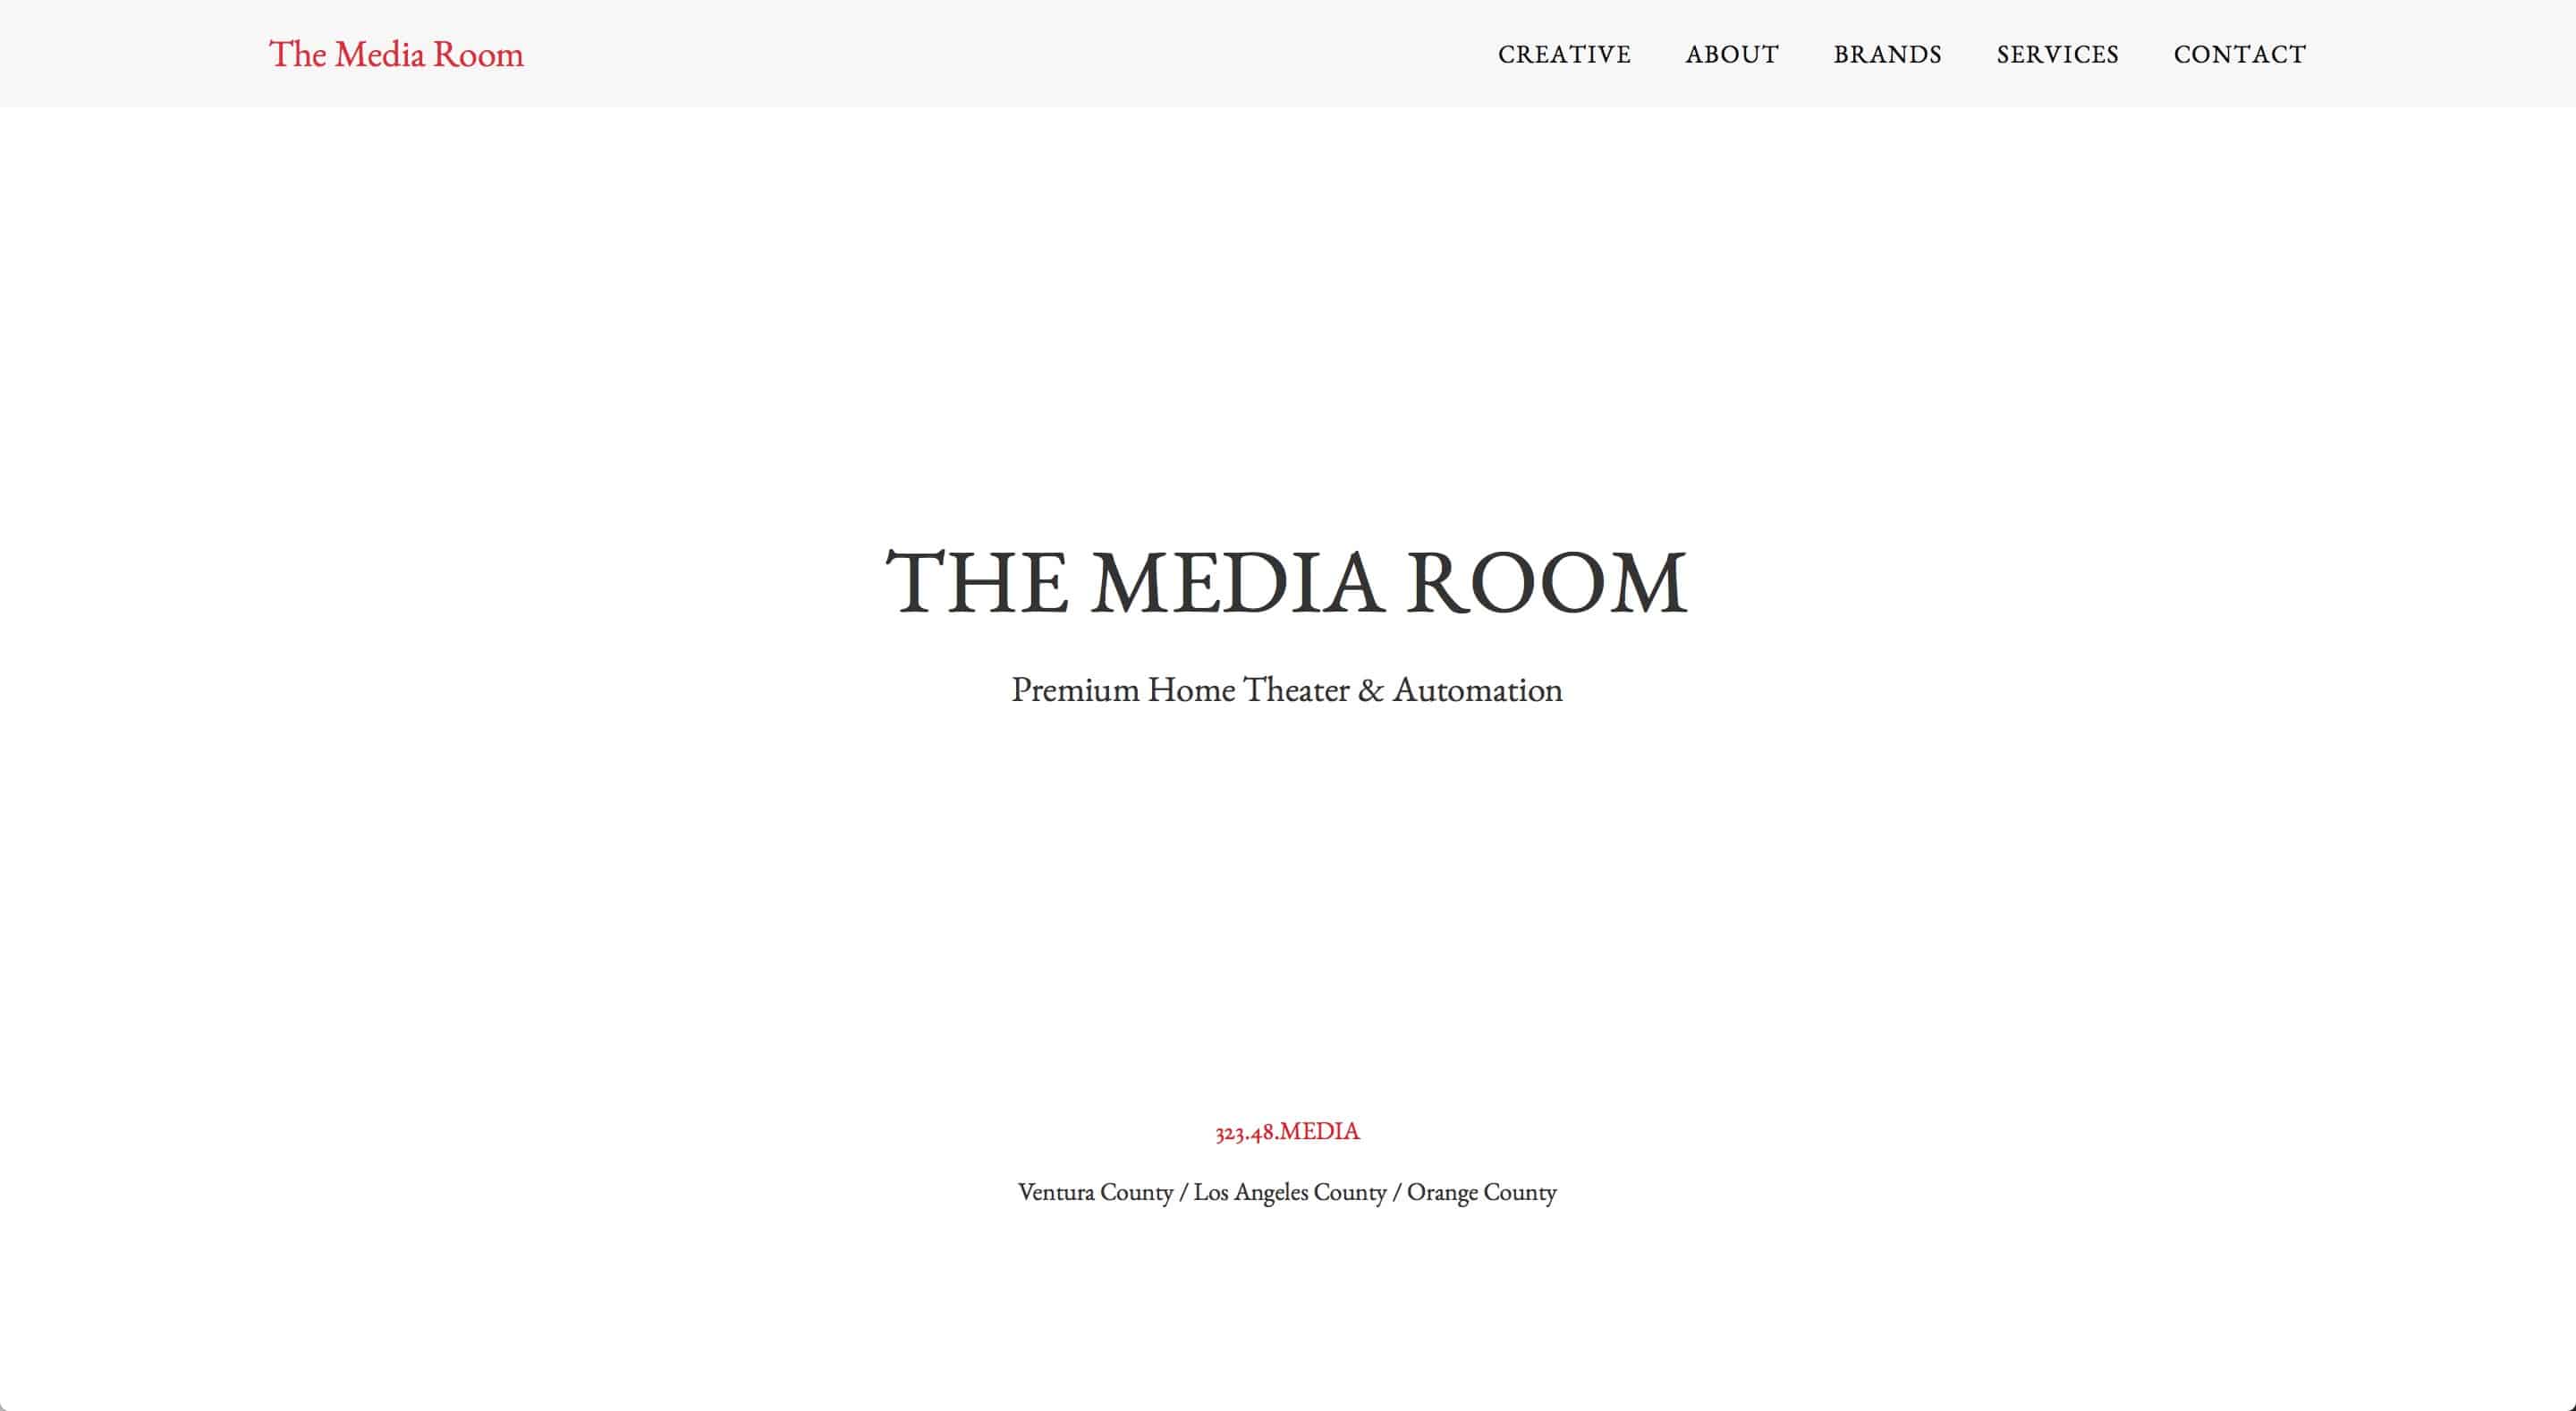 The Media Room
CREATIVE ABOUT BRANDS SERVICES CONTACT
THE MEDIA ROOM
Premium Home Theater & Automation
323.48.MEDIA
Ventura County / Los Angeles County / Orange County